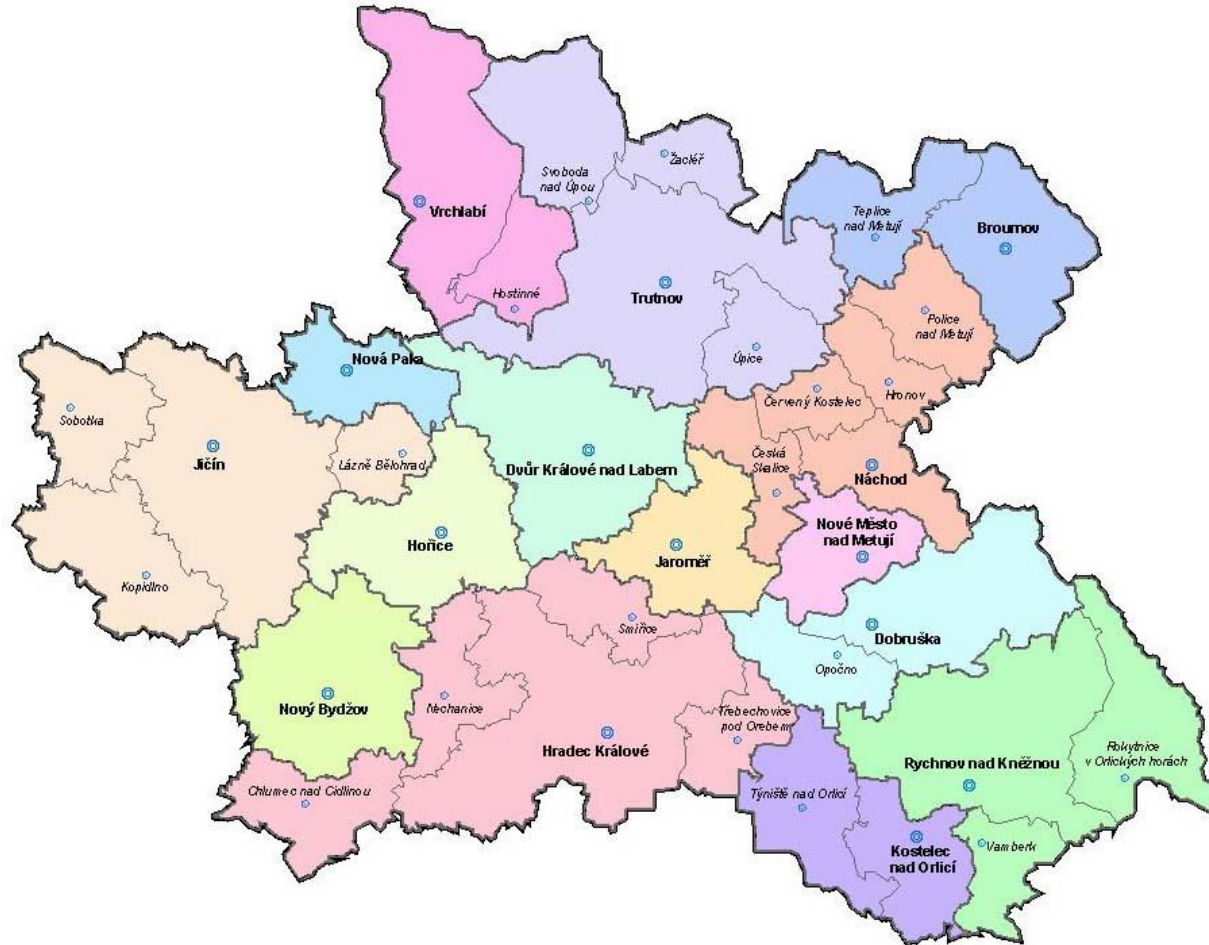 Žacléř
Svoboda
nad Úpou
Vrchlabí
Teplice
nad Metují
Broumov
Trutnov
Hostinné
Police
nad Metují
Úpice
Nová Paka
Hronov
Červený Kostelec
Sobotka
Jičín
Lázně Bělohrad
Dvůr Králové nad Labem
Česká
Skalice
Náchod
Nové Město
nad Metují
Hořice
Jaroměř
Kopidlno
Smiřice
Dobruška
Opočno
Nový Bydžov
Nechanice
Třebechovice
pod Orebem
Hradec Králové
Rokytnice
v Orlických horách
Rychnov nad Kněžnou
Chlumec nad Cidlinou
Týniště nad Orlicí
Kostelec
nad Orlicí
Vamberk